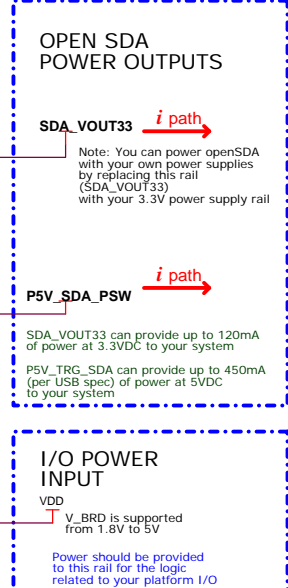 OPEN SDA
POWER OUTPUTS
SDA_VOUT33
i path
Note: You can power openSDA
with your own power supplies
by replacing this rail
(SDA_VOUT33)
with your 3.3V power supply rail
i path
P5V_SDA_PSW
SDA_VOUT33 can provide up to 120mA
of power at 3.3VDC to your system
P5V_TRG_SDA can provide up to 450mA
(per USB spec) of power at 5VDC
to your system
I/O POWER
INPUT
VDD
V_BRD is supported
from 1.8V to 5V
Power should be provided
to this rail for the logic
related to your platform I/O